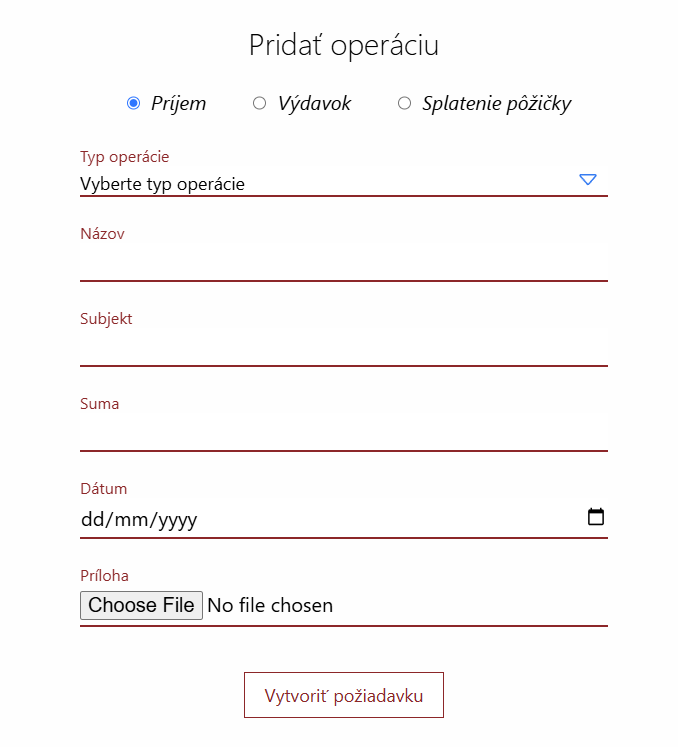 Pridať operáciu
Príjem Výdavok Splatenie pôžičky
Typ operácie
Vyberte typ operácie
Názov
Subjekt
Suma
Dátum
dd/mm/yyyy
Príloha
Choose File No file chosen
Vytvoriť požiadavku